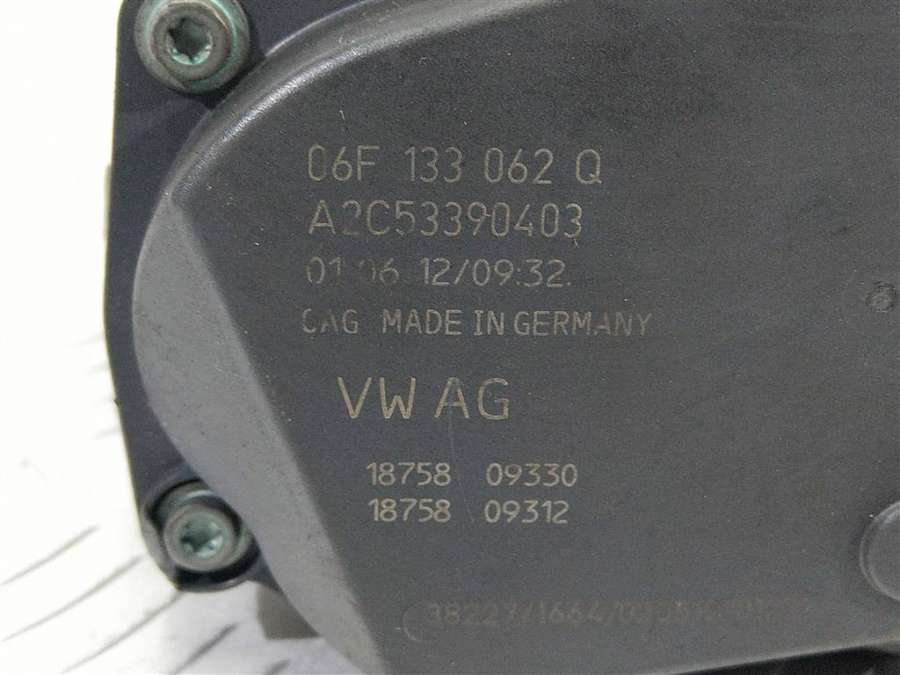 06F 133 062 Q
A2C53390403
01.06.12/09:32
CAG MADE IN GERMANY
VW AG
18758 09330
18758 09312